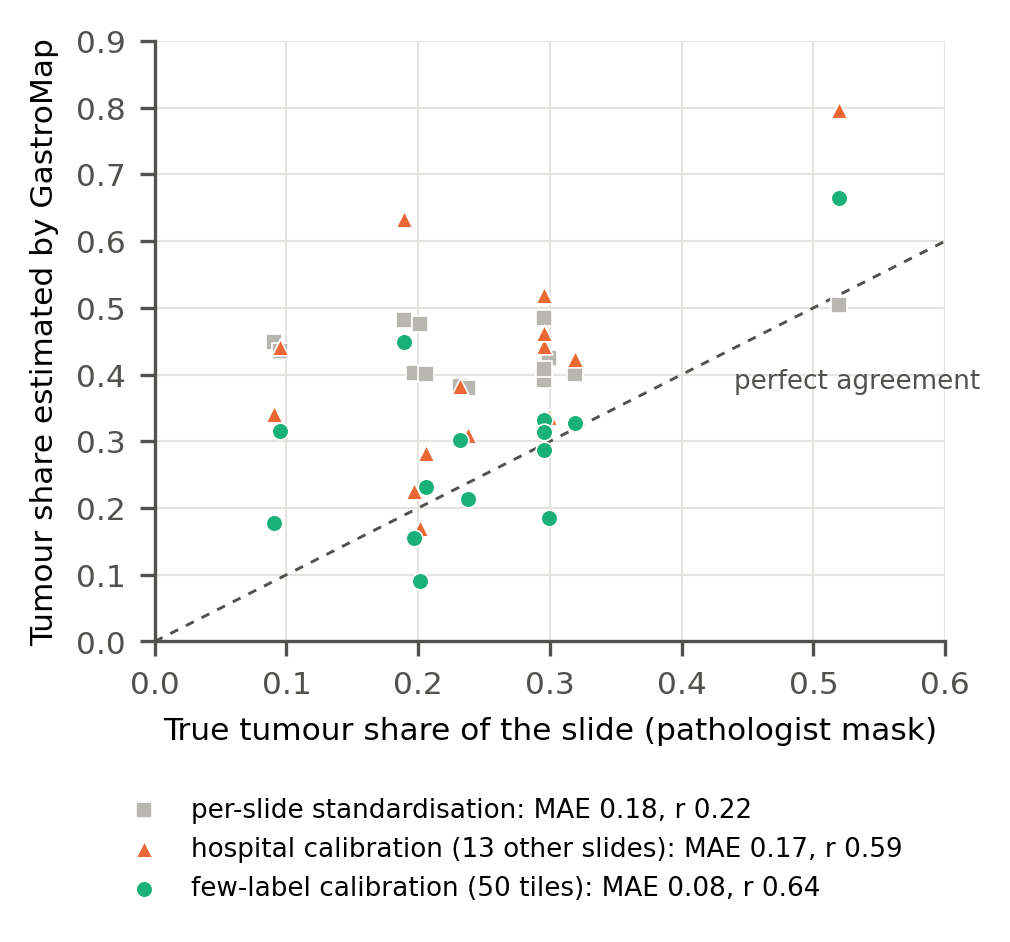 Tumour share estimated by GastroMap
0.9
0.8
0.7
0.6
0.5
0.4
0.3
0.2
0.1
0.0
perfect agreement
0.0 0.1 0.2 0.3 0.4 0.5 0.6
True tumour share of the slide (pathologist mask)
per-slide standardisation: MAE 0.18, r 0.22
hospital calibration (13 other slides): MAE 0.17, r 0.59
few-label calibration (50 tiles): MAE 0.08, r 0.64